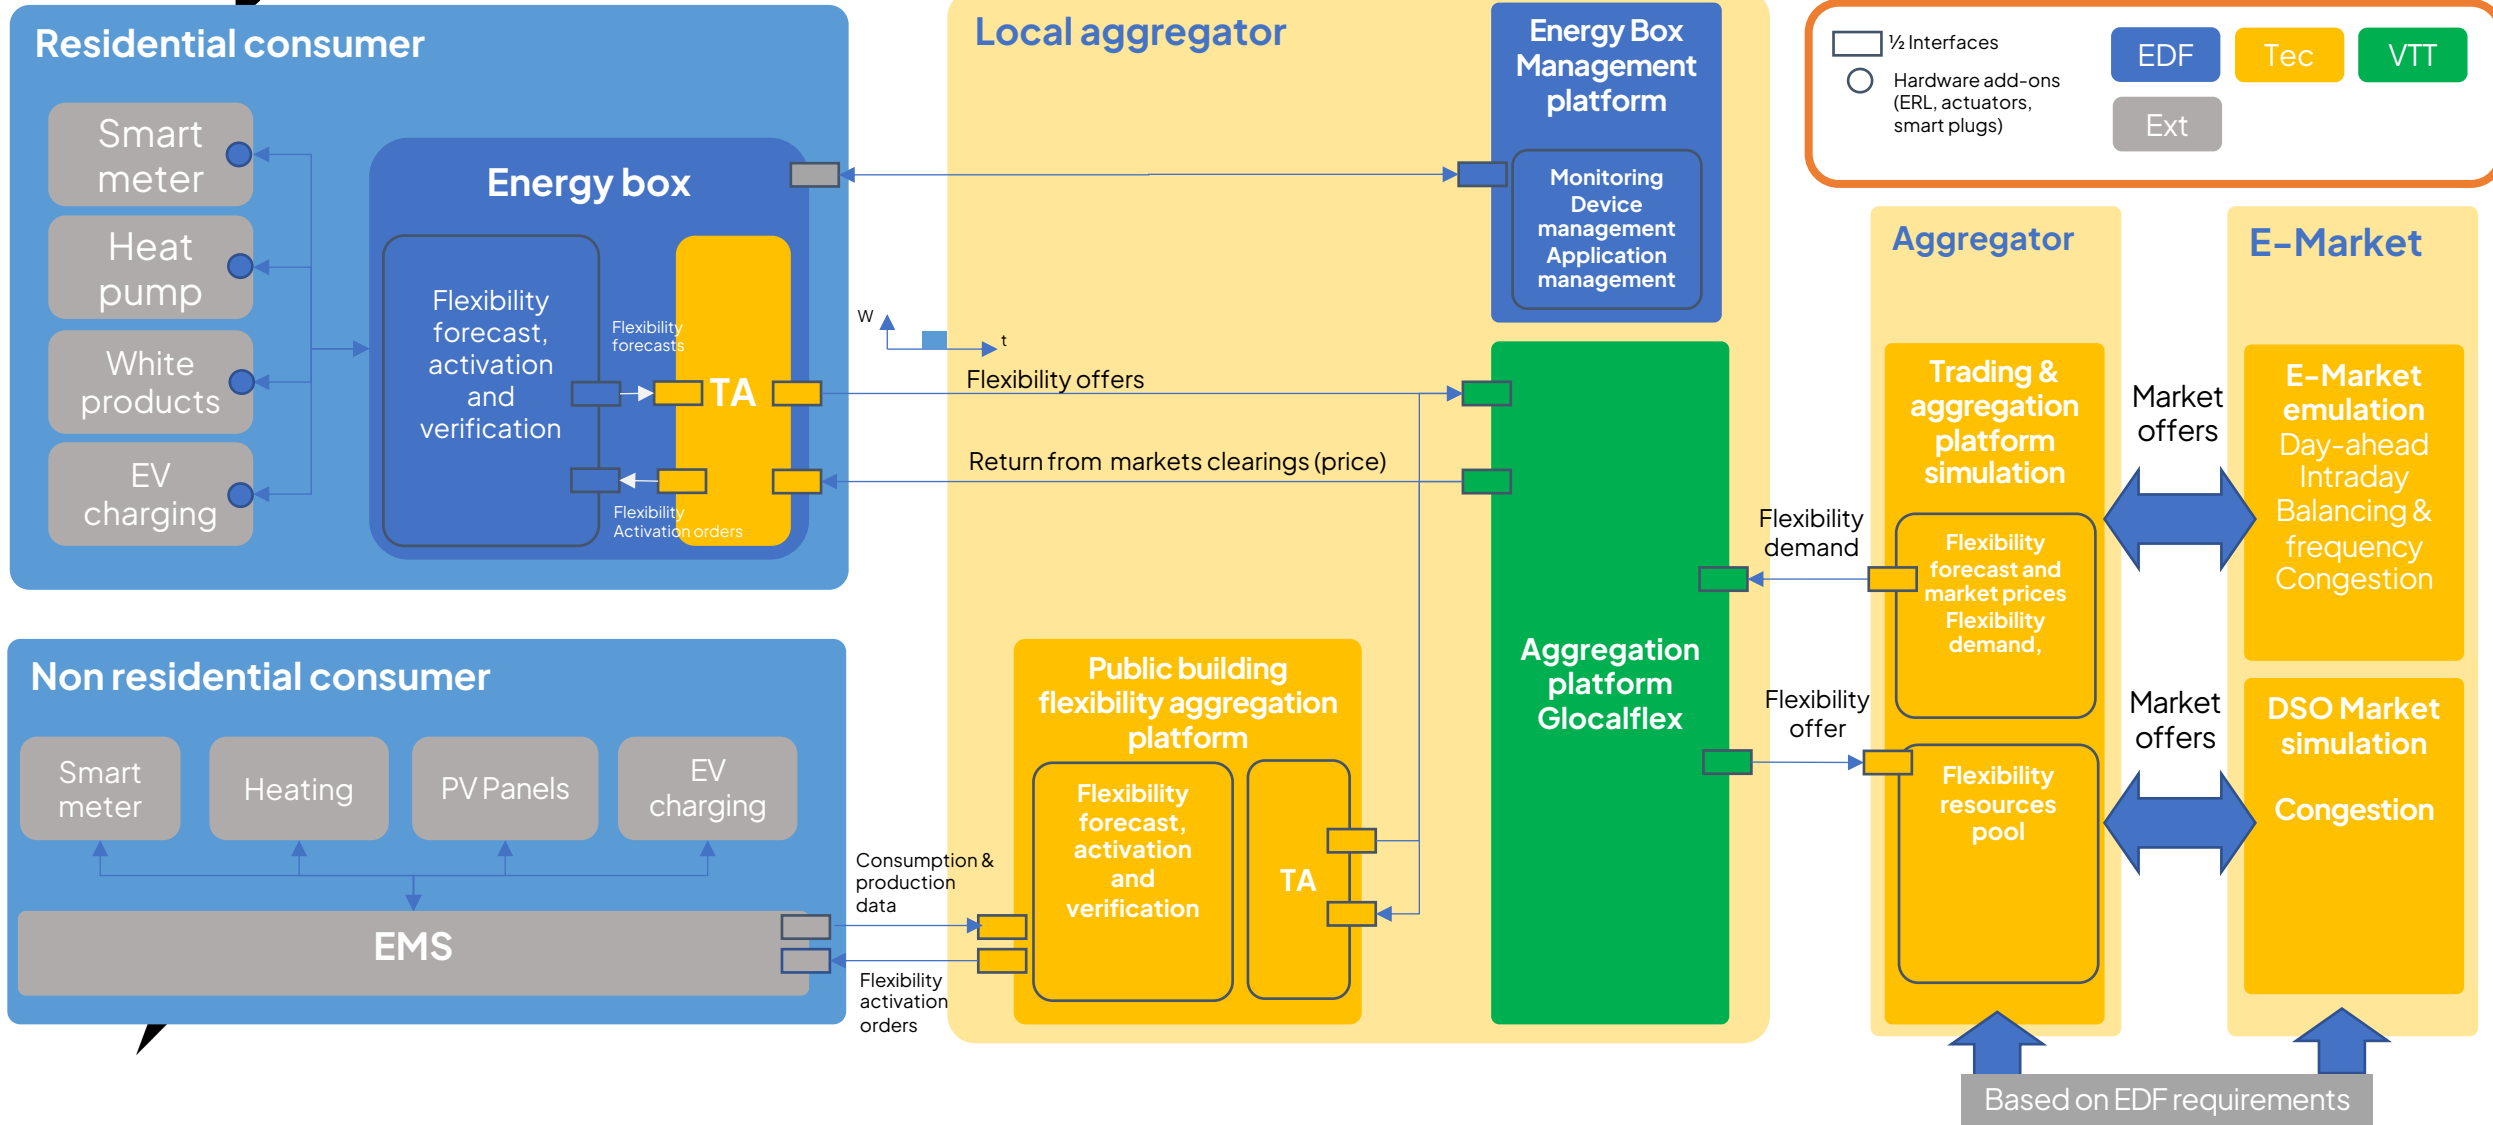 Residential consumer
Smart
meter
Heat
pump
White
products
EV
charging
Energy box
Flexibility
forecast,
activation
and
verification
Flexibility
forecasts
TA
Flexibility
Activation orders
Local aggregator
Energy Box
Management
platform
Monitoring
Device
management
Application
management
W
t
Flexibility offers
Return from markets clearings (price)
½ Interfaces
Hardware add-ons
(ERL, actuators,
smart plugs)
EDF
Tec
VTT
Ext
Aggregator
Trading &
aggregation
platform
simulation
Flexibility
forecast and
market prices
Flexibility
demand,
Flexibility
resources
pool
Flexibility
demand
Flexibility
offer
Market
offers
Market
offers
E-Market
E-Market
emulation
Day-ahead
Intraday
Balancing &
frequency
Congestion
DSO Market
simulation
Congestion
Based on EDF requirements
Non residential consumer
Smart
meter
Heating
PV Panels
EV
charging
EMS
Consumption &
production
data
Flexibility
activation
orders
Public building
flexibility aggregation
platform
Flexibility
forecast,
activation
and
verification
TA
Aggregation
platform
Glocalflex